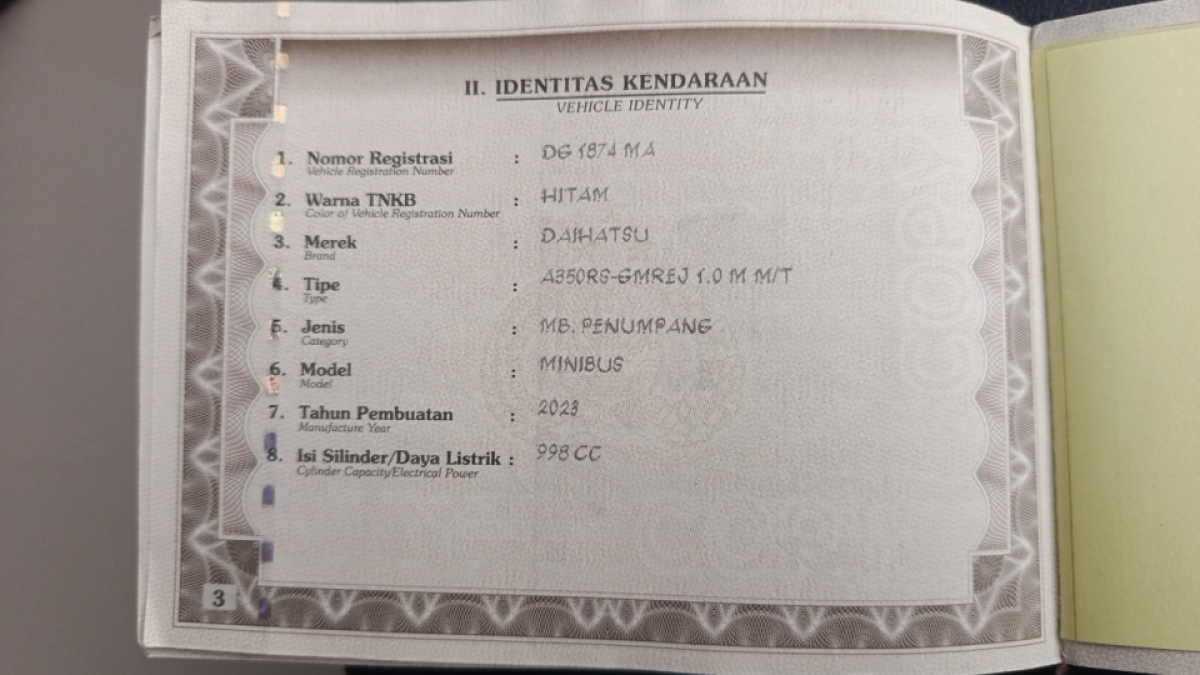 II. IDENTITAS KENDARAAN
VEHICLE IDENTITY
1. Nomor Registrasi : DG 1874 MA
Vehicle Registration Number
2. Warna TNKB : HITAM
Color of Vehicle Registration Number
3. Merek : DAIHATSU
Brand
4. Tipe : A350RS-GMREJ 1.0 M M/T
Type
5. Jenis : MB. PENUMPANG
Category
6. Model : MINIBUS
Model
7. Tahun Pembuatan : 2023
Manufacture Year
8. Isi Silinder/Daya Listrik : 998 CC
Cylinder Capacity/Electrical Power
3